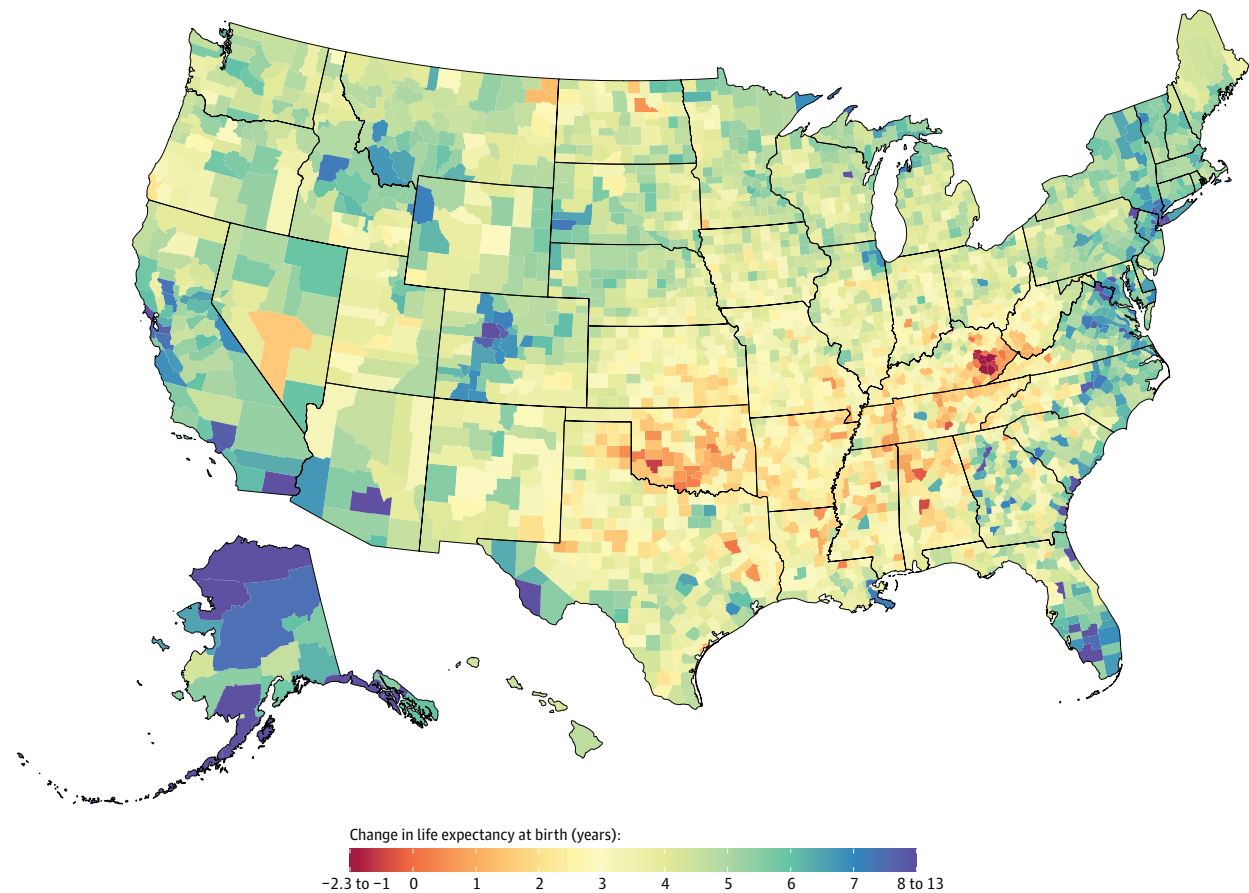 Change in life expectancy at birth (years):
−2.3 to −1 0 1 2 3 4 5 6 7 8 to 13